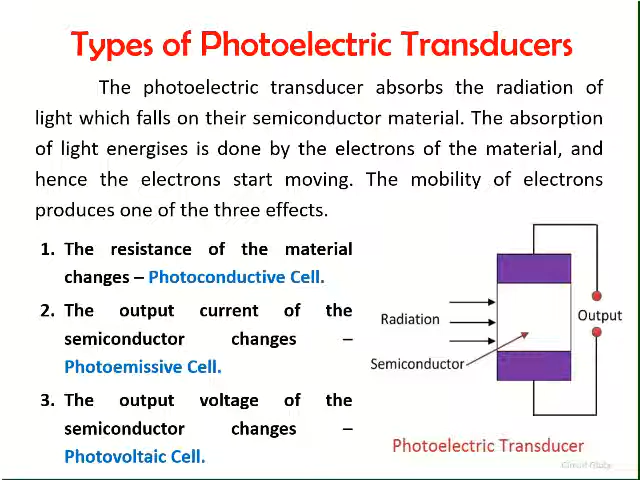 Types of Photoelectric Transducers
The photoelectric transducer absorbs the radiation of
light which falls on their semiconductor material. The absorption
of light energises is done by the electrons of the material, and
hence the electrons start moving. The mobility of electrons
produces one of the three effects.
1. The resistance of the material
changes – Photoconductive Cell.
2. The output current of the
semiconductor changes –
Photoemissive Cell.
3. The output voltage of the
semiconductor changes –
Photovoltaic Cell.
Radiation
Output
Semiconductor
Photoelectric Transducer
Circuit Globe